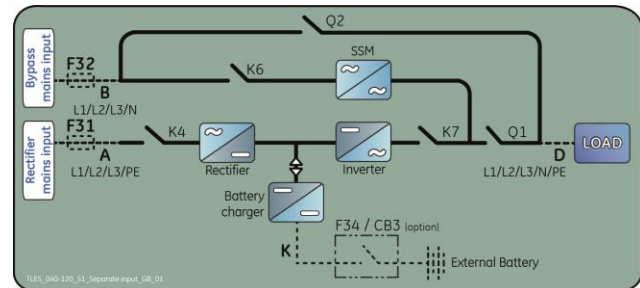 Q2
Bypass
mains input
F32
B
L1/L2/L3/N
K6
SSM
Rectifier
mains input
F31
A
L1/L2/L3/PE
K4
Rectifier
Inverter
K7
Q1
D
LOAD
L1/L2/L3/N/PE
Battery
charger
F34 / CB3 (option)
K
External Battery
TLES_040-120_S1_Separate input_GB_01